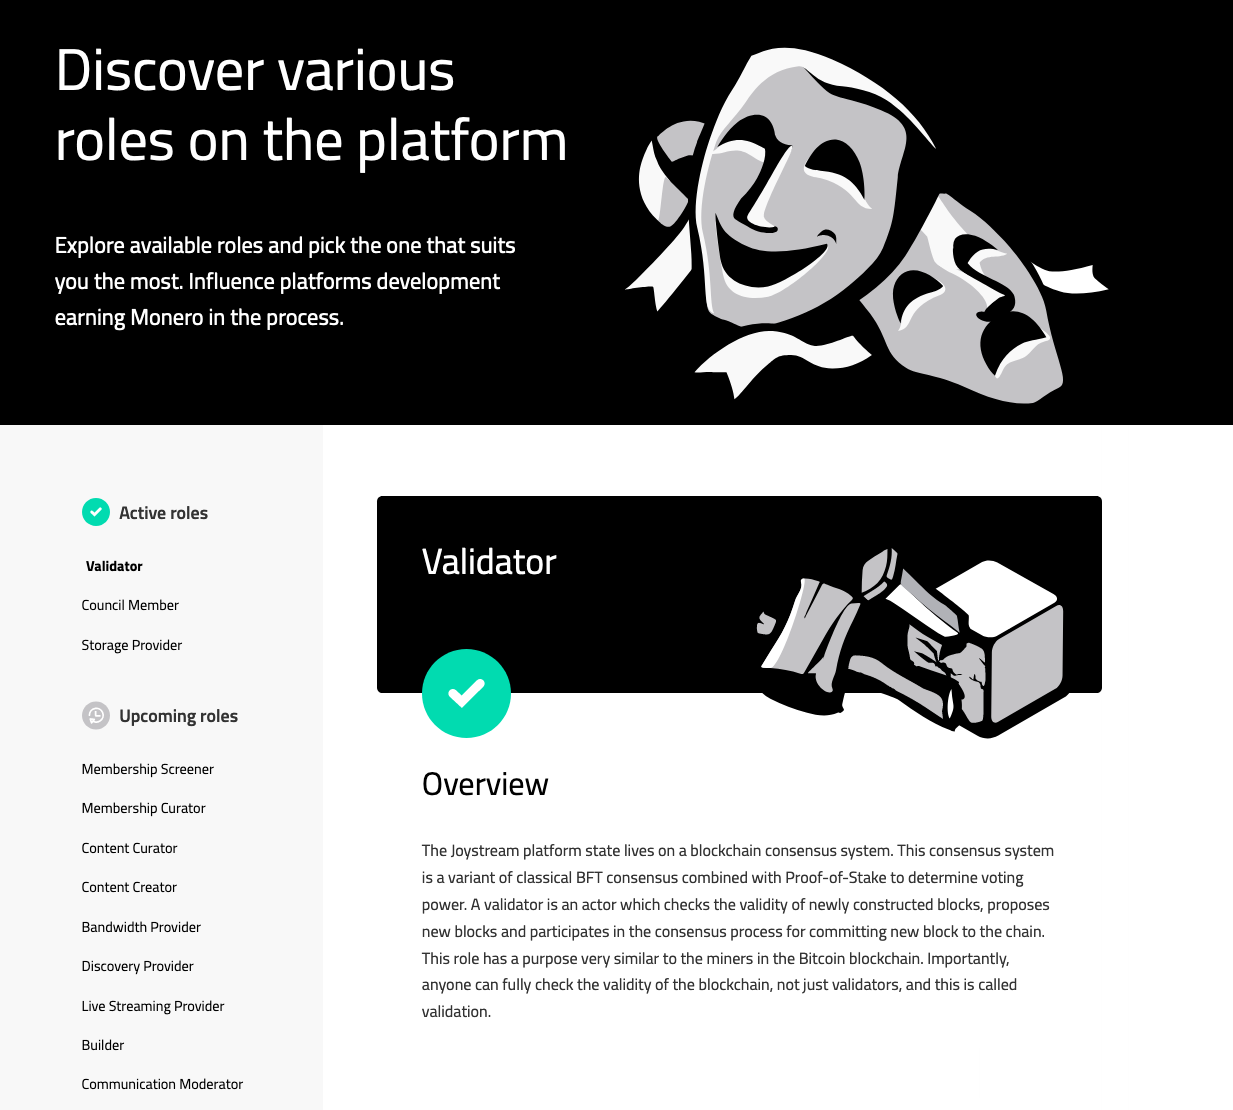 Discover various
roles on the platform
Explore available roles and pick the one that suits
you the most. Influence platforms development
earning Monero in the process.
Active roles
Validator
Council Member
Storage Provider
Upcoming roles
Membership Screener
Membership Curator
Content Curator
Content Creator
Bandwidth Provider
Discovery Provider
Live Streaming Provider
Builder
Communication Moderator
Validator
Overview
The Joystream platform state lives on a blockchain consensus system. This consensus system
is a variant of classical BFT consensus combined with Proof-of-Stake to determine voting
power. A validator is an actor which checks the validity of newly constructed blocks, proposes
new blocks and participates in the consensus process for committing new block to the chain.
This role has a purpose very similar to the miners in the Bitcoin blockchain. Importantly,
anyone can fully check the validity of the blockchain, not just validators, and this is called
validation.